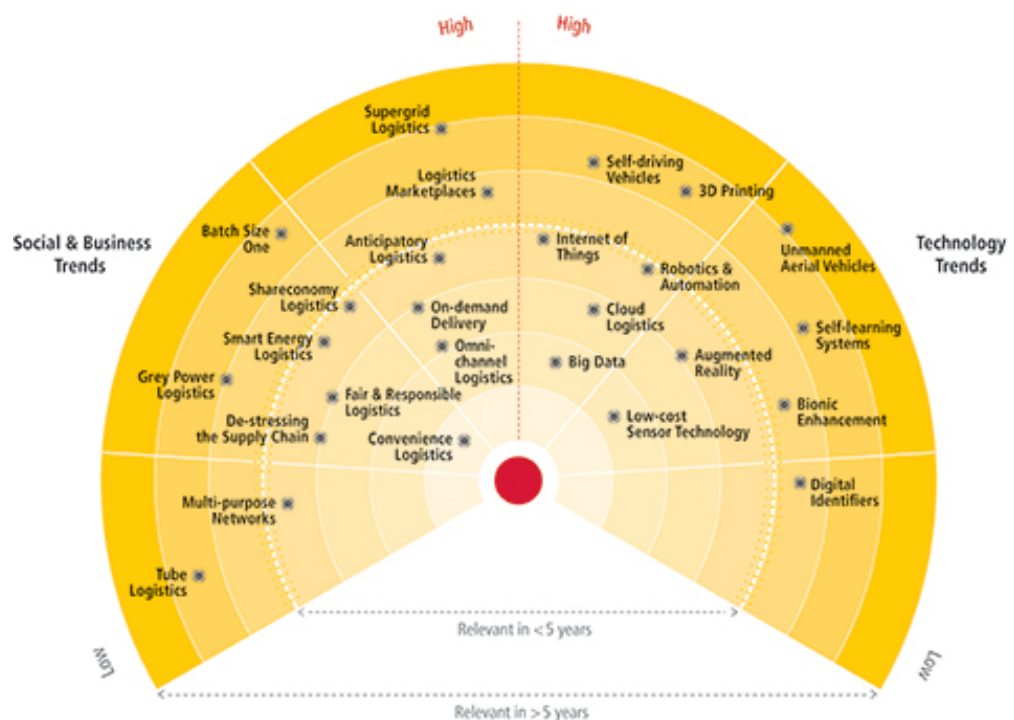 High
High
Supergrid
Logistics
Self-driving
Vehicles
3D Printing
Logistics
Marketplaces
Batch Size
One
Social & Business
Trends
Anticipatory
Logistics
Internet of
Things
Unmanned
Aerial Vehicles
Technology
Trends
Robotics &
Automation
Shareconomy
Logistics
On-demand
Delivery
Cloud
Logistics
Self-learning
Systems
Smart Energy
Logistics
Omni-
channel
Logistics
Big Data
Augmented
Reality
Grey Power
Logistics
Fair & Responsible
Logistics
Bionic
Enhancement
De-stressing
the Supply Chain
Convenience
Logistics
Low-cost
Sensor Technology
Multi-purpose
Networks
Digital
Identifiers
Tube
Logistics
Relevant in < 5 years
Low
Low
Relevant in > 5 years